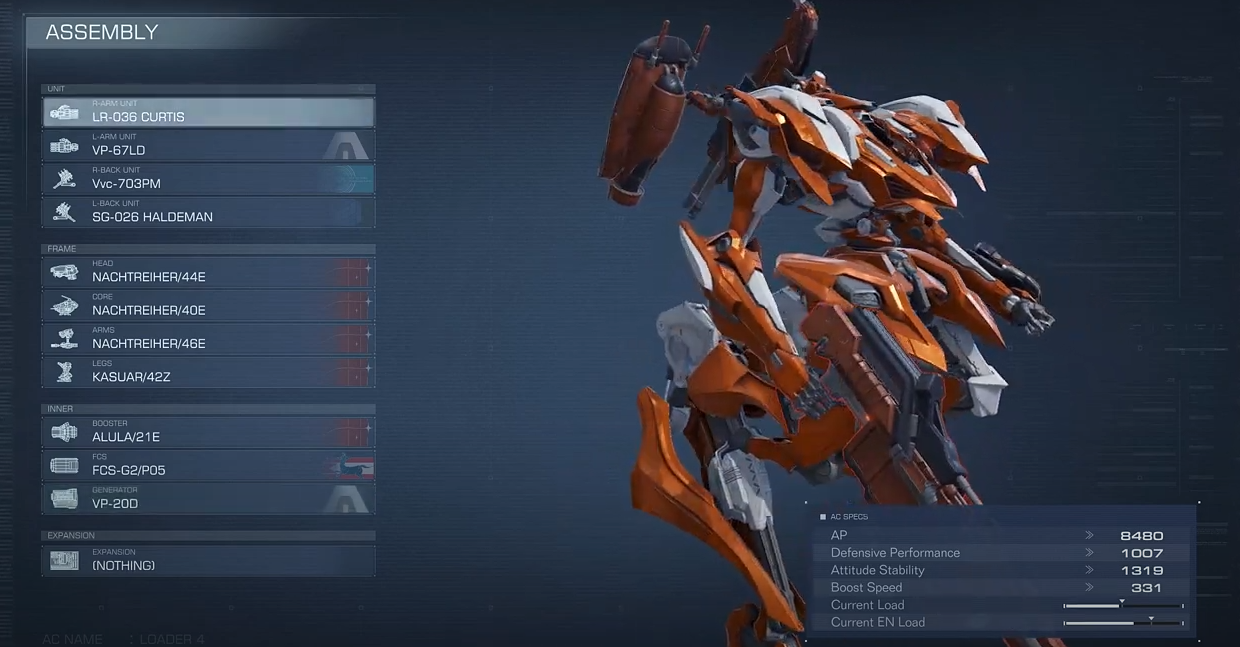 ASSEMBLY
UNIT
R-ARM UNIT
LR-036 CURTIS
L-ARM UNIT
VP-67LD
R-BACK UNIT
Vvc-703PM
L-BACK UNIT
SG-026 HALDEMAN
FRAME
HEAD
NACHTREIHER/44E
CORE
NACHTREIHER/40E
ARMS
NACHTREIHER/46E
LEGS
KASUAR/42Z
INNER
BOOSTER
ALULA/21E
FCS
FCS-G2/P05
GENERATOR
VP-20D
EXPANSION
EXPANSION
(NOTHING)
AC NAME : LOADER 4
AC SPECS
AP 8480
Defensive Performance 1007
Attitude Stability 1319
Boost Speed 331
Current Load
Current EN Load